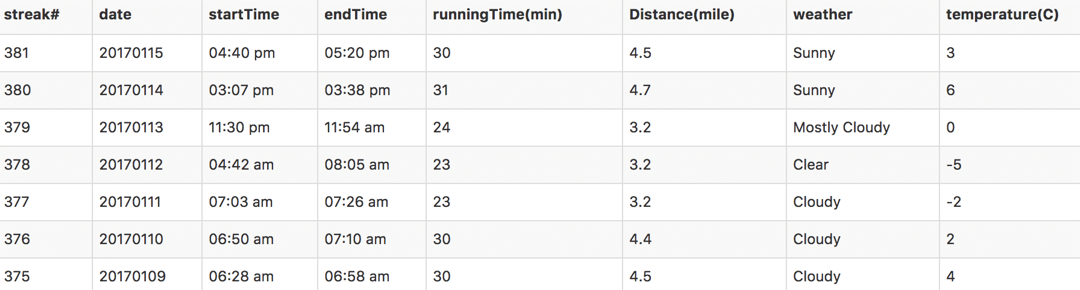 streak# date startTime endTime runningTime(min) Distance(mile) weather temperature(C)
381 20170115 04:40 pm 05:20 pm 30 4.5 Sunny 3
380 20170114 03:07 pm 03:38 pm 31 4.7 Sunny 6
379 20170113 11:30 pm 11:54 am 24 3.2 Mostly Cloudy 0
378 20170112 04:42 am 08:05 am 23 3.2 Clear -5
377 20170111 07:03 am 07:26 am 23 3.2 Cloudy -2
376 20170110 06:50 am 07:10 am 30 4.4 Cloudy 2
375 20170109 06:28 am 06:58 am 30 4.5 Cloudy 4